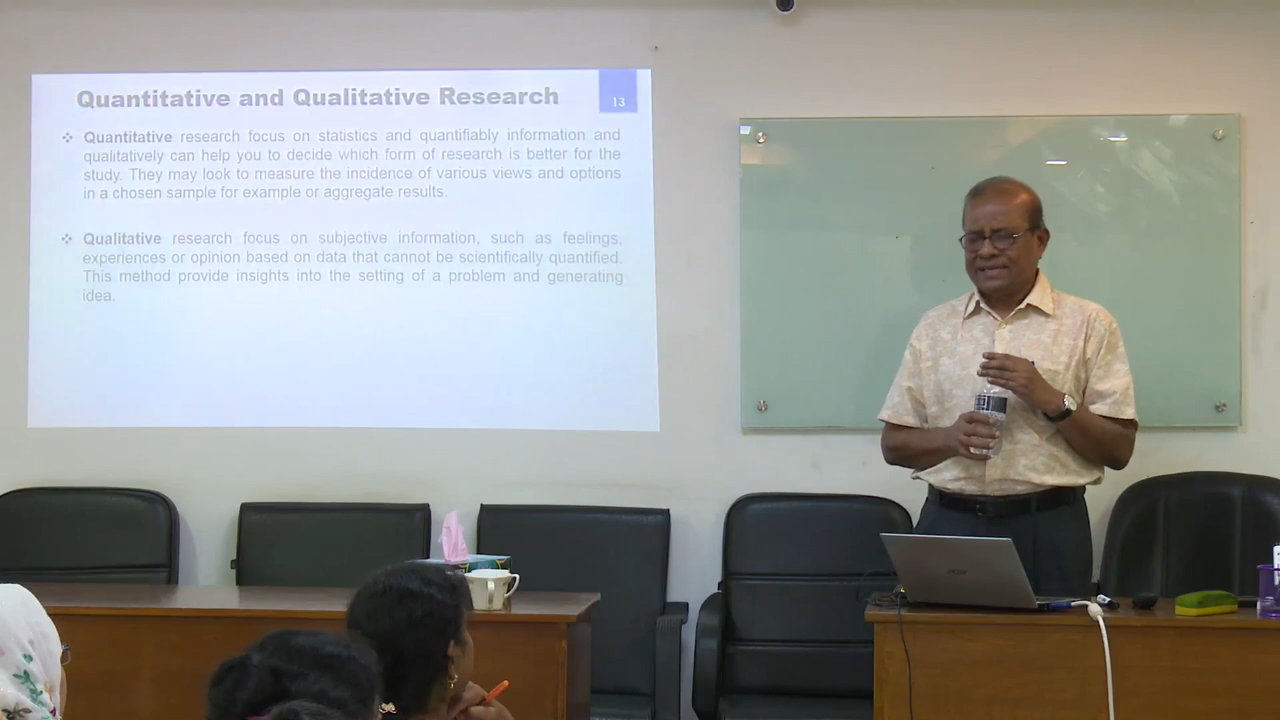 Quantitative and Qualitative Research
13
❖ Quantitative research focus on statistics and quantifiably information and
qualitatively can help you to decide which form of research is better for the
study. They may look to measure the incidence of various views and options
in a chosen sample for example or aggregate results.
❖ Qualitative research focus on subjective information, such as feelings,
experiences or opinion based on data that cannot be scientifically quantified.
This method provide insights into the setting of a problem and generating
idea.
acer